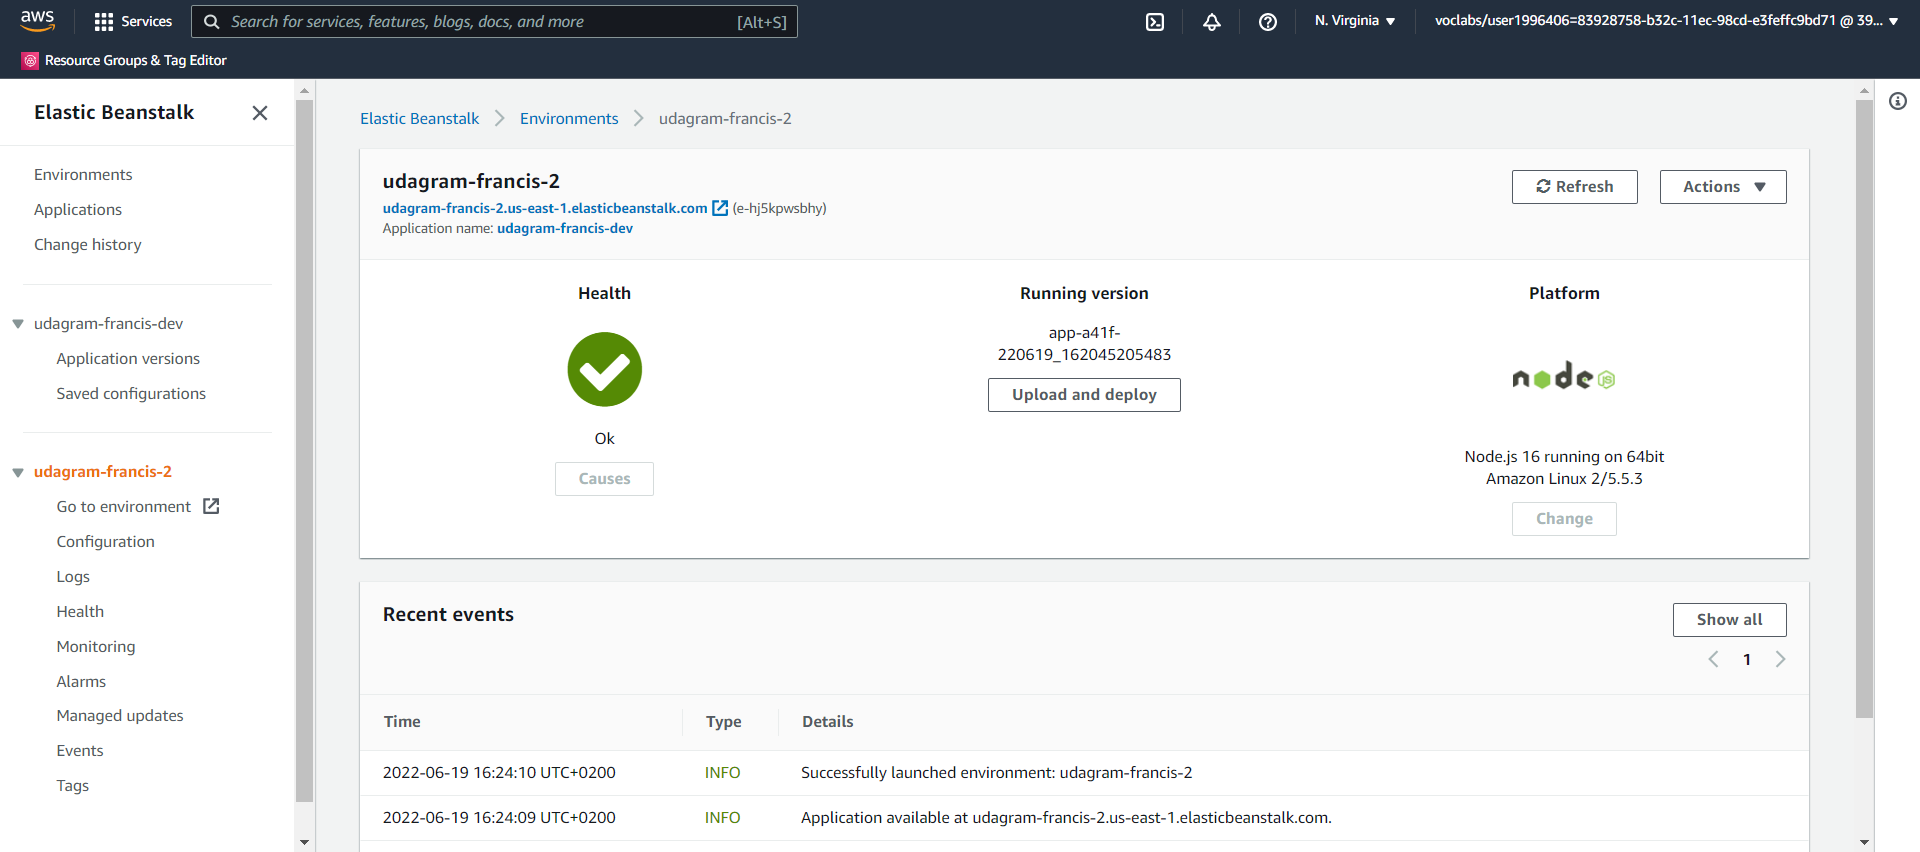 aws
Services
Search for services, features, blogs, docs, and more
[Alt+S]
N. Virginia
voclabs/user1996406=83928758-b32c-11ec-98cd-e3feffc9bd71 @ 39...
Resource Groups & Tag Editor
Elastic Beanstalk
Environments
Applications
Change history
udagram-francis-dev
Application versions
Saved configurations
udagram-francis-2
Go to environment
Configuration
Logs
Health
Monitoring
Alarms
Managed updates
Events
Tags
Elastic Beanstalk
Environments
udagram-francis-2
udagram-francis-2
udagram-francis-2.us-east-1.elasticbeanstalk.com (e-hj5kpwsbhy)
Application name: udagram-francis-dev
Refresh
Actions
Health
Ok
Causes
Running version
app-a41f-
220619_162045205483
Upload and deploy
Platform
node
JS
Node.js 16 running on 64bit
Amazon Linux 2/5.5.3
Change
Recent events
Show all
1
Time Type Details
2022-06-19 16:24:10 UTC+0200 INFO Successfully launched environment: udagram-francis-2
2022-06-19 16:24:09 UTC+0200 INFO Application available at udagram-francis-2.us-east-1.elasticbeanstalk.com.